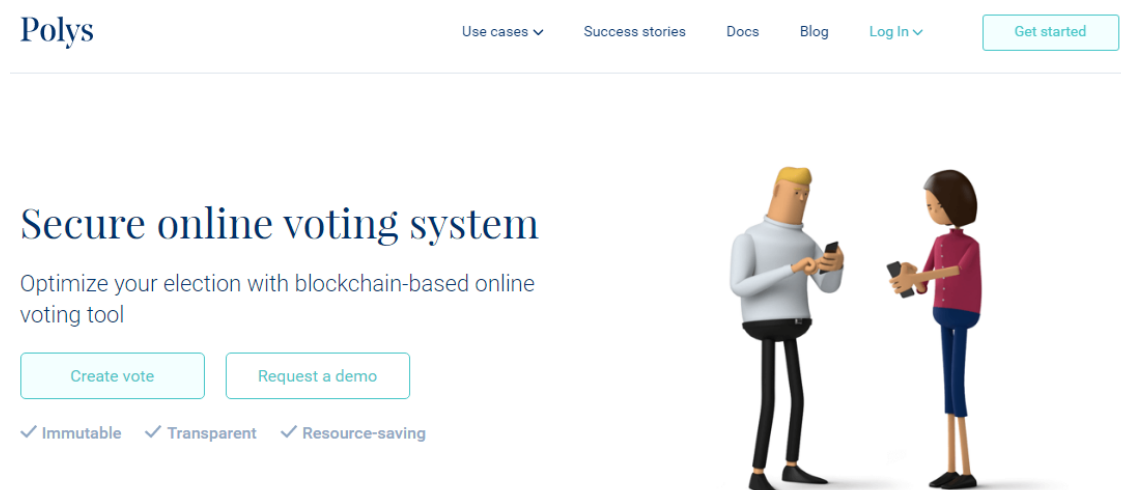 Polys
Use cases
Success stories
Docs
Blog
Log In
Get started
Secure online voting system
Optimize your election with blockchain-based online
voting tool
Create vote
Request a demo
Immutable
Transparent
Resource-saving